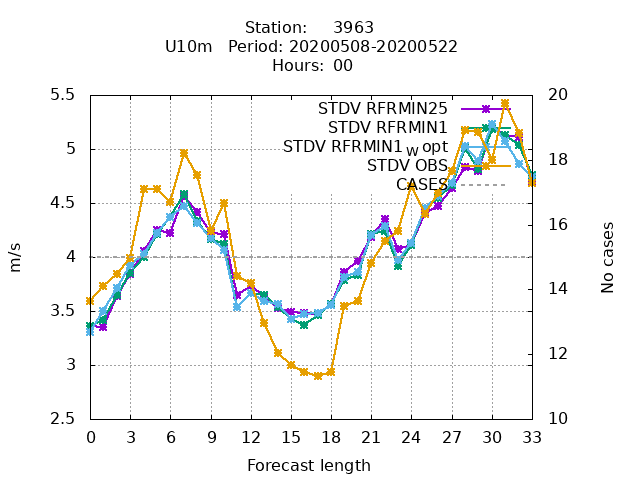 Station: 3963
U10m Period: 20200508-20200522
Hours: 00
5.5
5
4.5
4
3.5
3
2.5
20
18
16
14
12
10
STDV RFRMIN25
STDV RFRMIN1
STDV RFRMIN1_W opt
STDV OBS
CASES
m/s
No cases
0 3 6 9 12 15 18 21 24 27 30 33
Forecast length